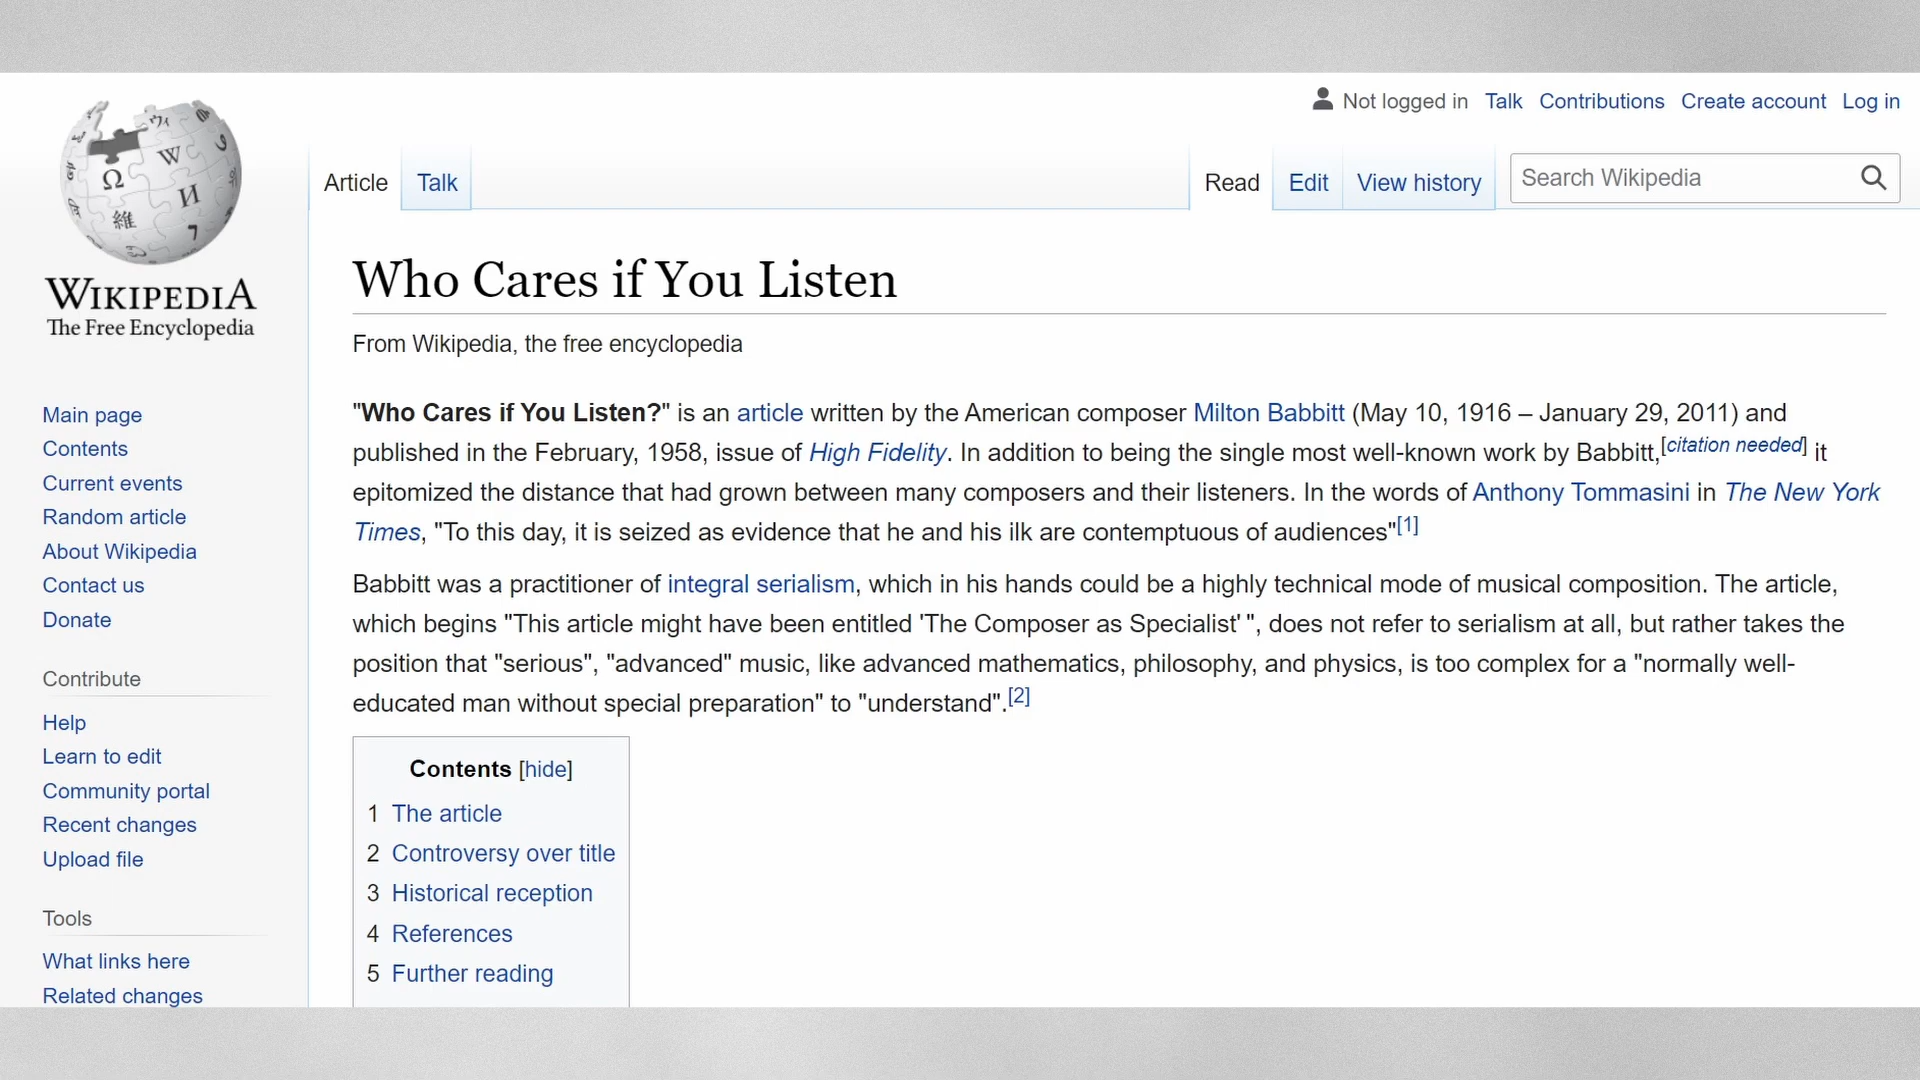 Not logged in Talk Contributions Create account Log in
Article Talk Read Edit View history Search Wikipedia
Ω W И 維 ウィ 7
WIKIPEDIA
The Free Encyclopedia
Main page
Contents
Current events
Random article
About Wikipedia
Contact us
Donate
Contribute
Help
Learn to edit
Community portal
Recent changes
Upload file
Tools
What links here
Related changes
Who Cares if You Listen
From Wikipedia, the free encyclopedia
"Who Cares if You Listen?" is an article written by the American composer Milton Babbitt (May 10, 1916 – January 29, 2011) and
published in the February, 1958, issue of High Fidelity. In addition to being the single most well-known work by Babbitt,[citation needed] it
epitomized the distance that had grown between many composers and their listeners. In the words of Anthony Tommasini in The New York
Times, "To this day, it is seized as evidence that he and his ilk are contemptuous of audiences"[1]
Babbitt was a practitioner of integral serialism, which in his hands could be a highly technical mode of musical composition. The article,
which begins "This article might have been entitled 'The Composer as Specialist' ", does not refer to serialism at all, but rather takes the
position that "serious", "advanced" music, like advanced mathematics, philosophy, and physics, is too complex for a "normally well-
educated man without special preparation" to "understand".[2]
Contents [hide]
1 The article
2 Controversy over title
3 Historical reception
4 References
5 Further reading